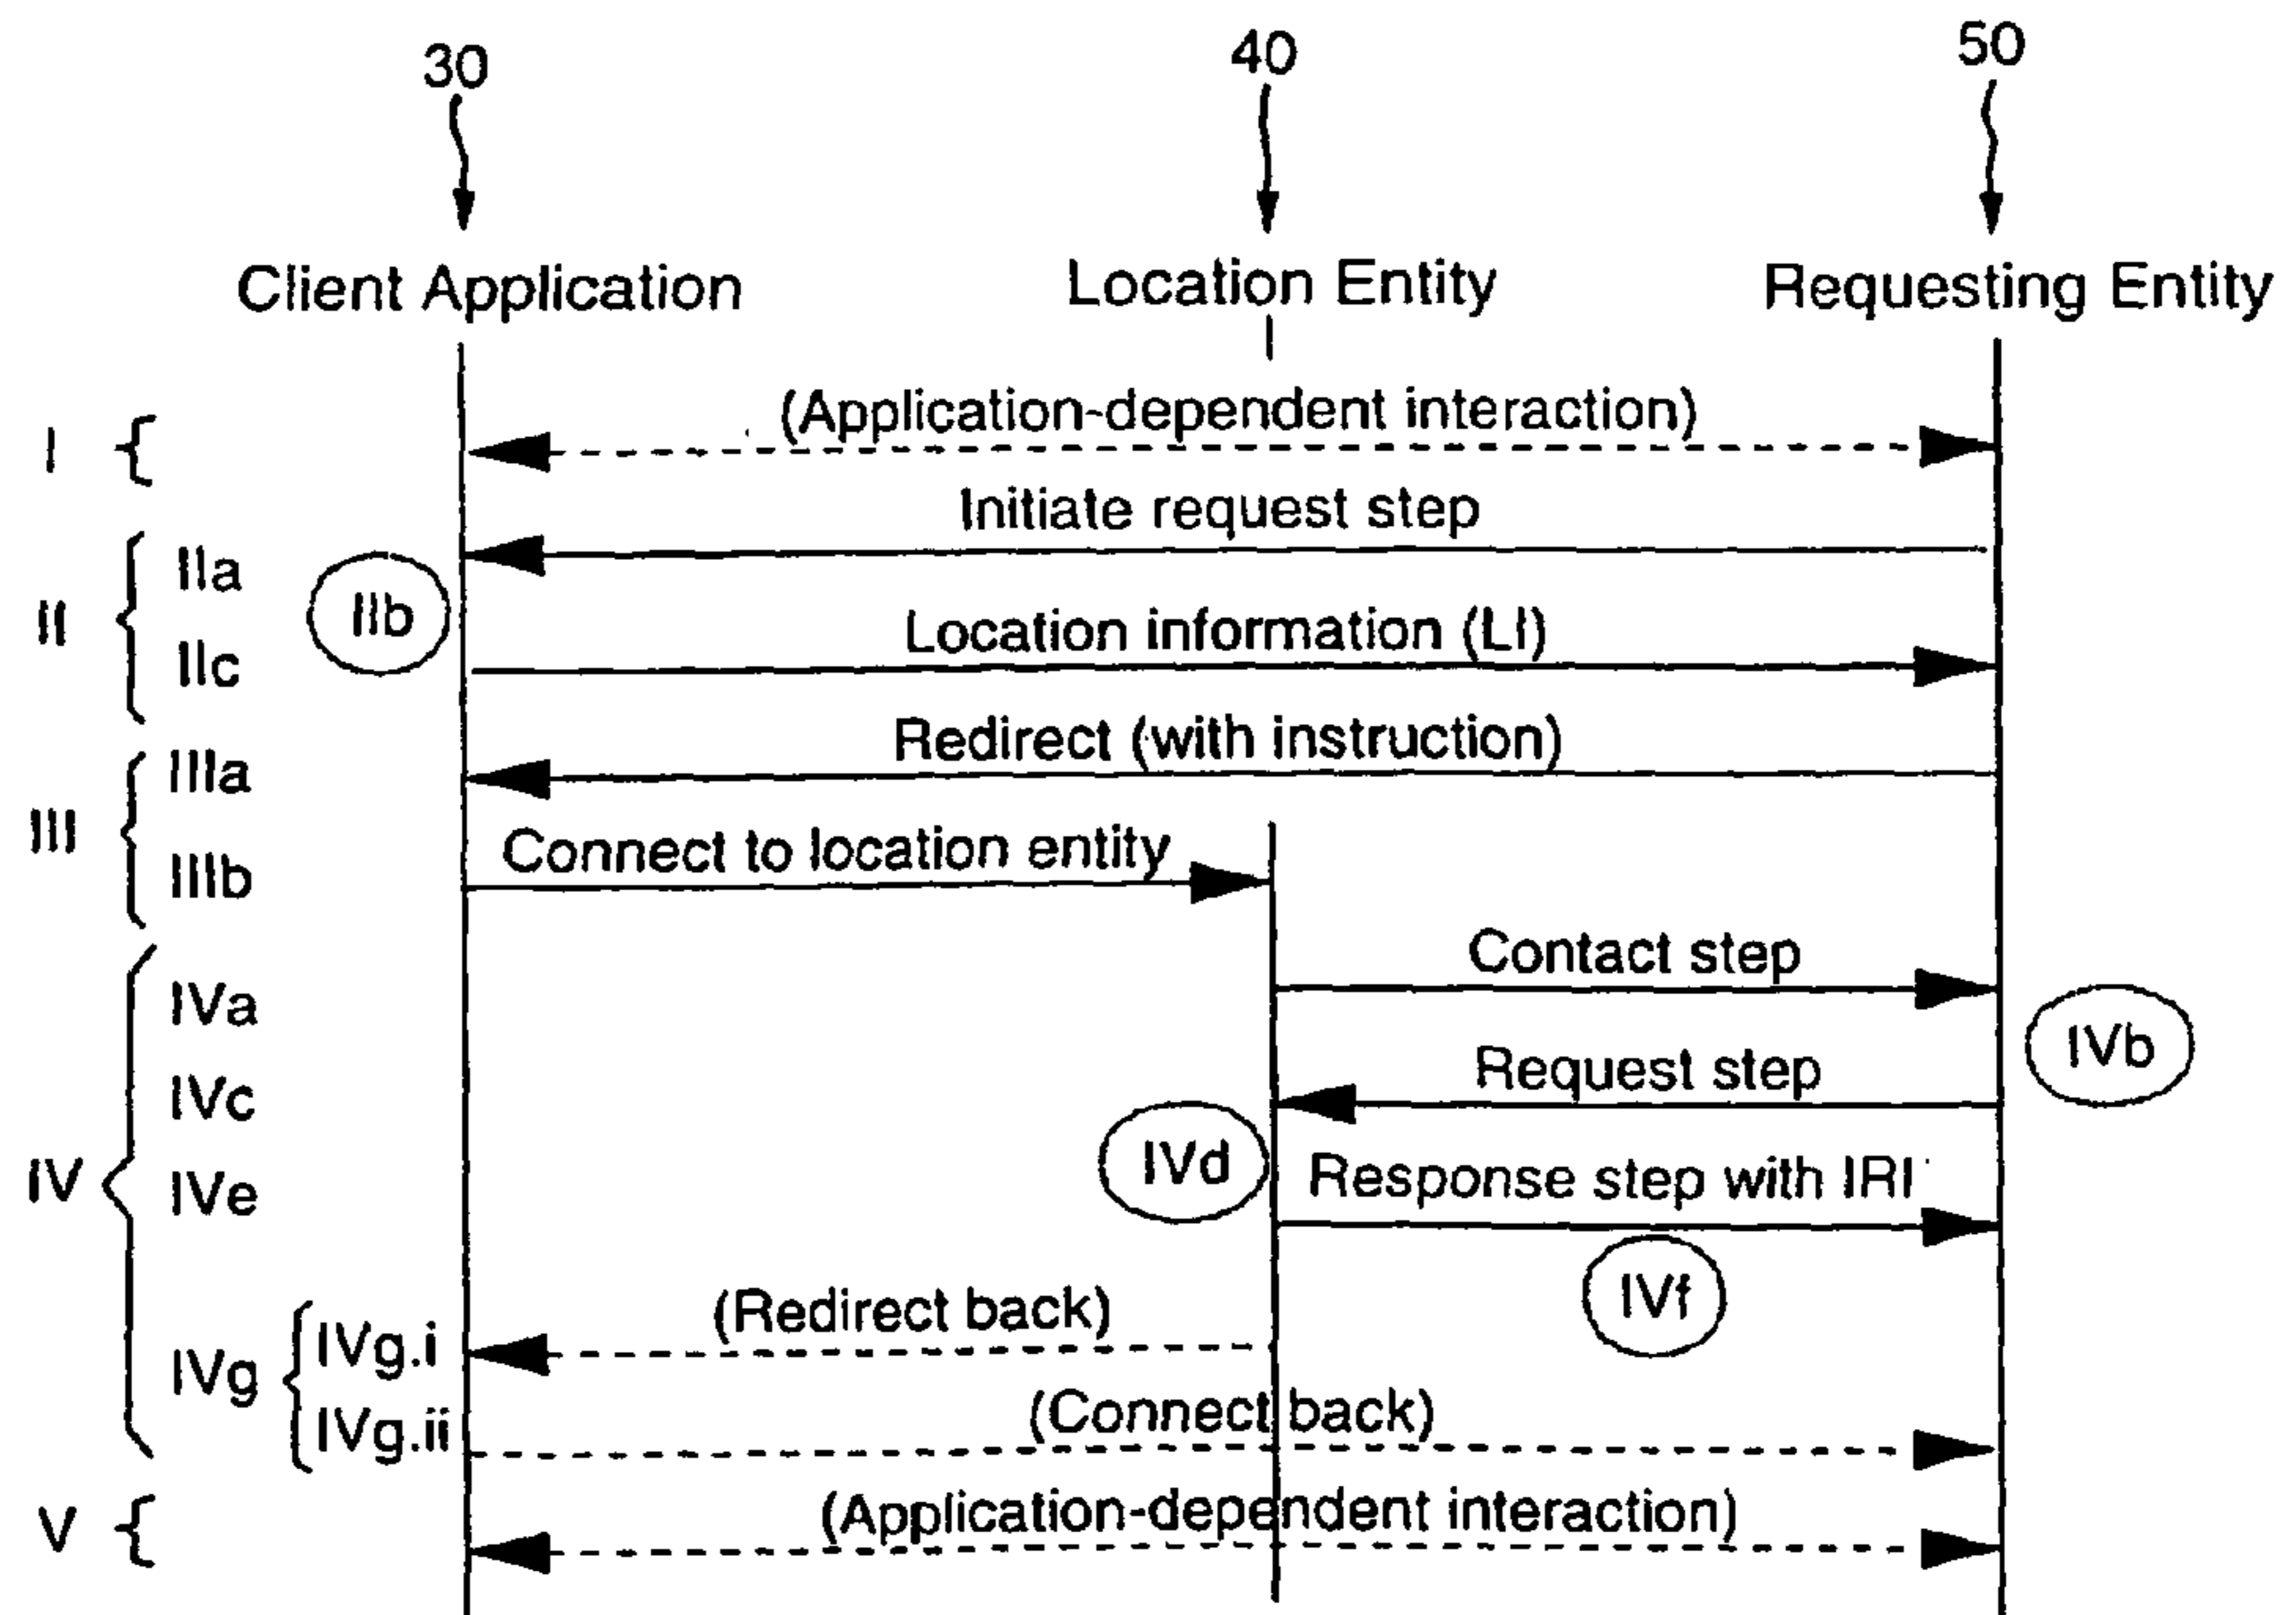 30
40
50
Client Application
Location Entity
Requesting Entity
I
(Application-dependent interaction)
Initiate request step
II
IIa
IIb
IIc
Location information (LI)
Redirect (with instruction)
III
IIIa
IIIb
Connect to location entity
Contact step
IV
IVa
IVb
Request step
IVc
IVd
Response step with IRI
IVe
IVf
(Redirect back)
IVg
IVg.i
IVg.ii
(Connect back)
V
(Application-dependent interaction)